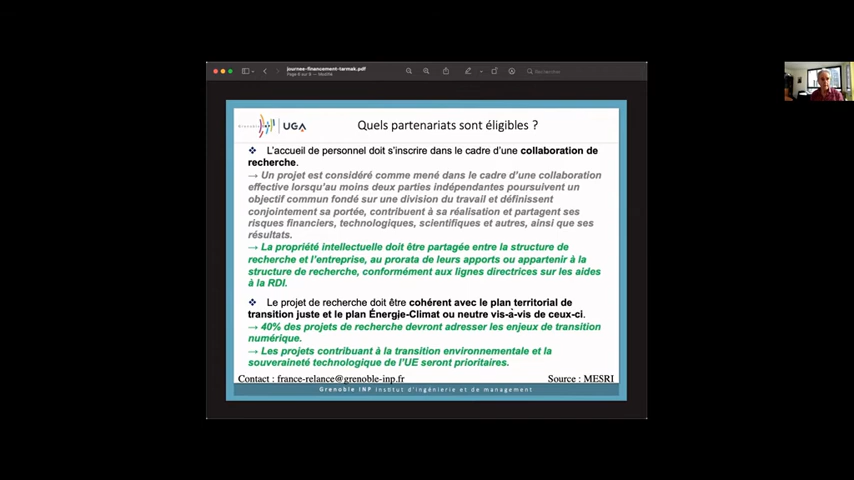 journee-financement-tarmak.pdf
Recherche
UGA
Quels partenariats sont éligibles ?
❖ L'accueil de personnel doit s'inscrire dans le cadre d'une collaboration de
recherche.
→ Un projet est considéré comme mené dans le cadre d'une collaboration
effective lorsqu'au moins deux parties indépendantes poursuivent un
objectif commun fondé sur une division du travail et définissent
conjointement sa portée, contribuent à sa réalisation et partagent ses
risques financiers, technologiques, scientifiques et autres, ainsi que ses
résultats.
→ La propriété intellectuelle doit être partagée entre la structure de
recherche et l'entreprise, au prorata de leurs apports ou appartenir à la
structure de recherche, conformément aux lignes directrices sur les aides
à la RDI.
❖ Le projet de recherche doit être cohérent avec le plan territorial de
transition juste et le plan Énergie-Climat ou neutre vis-à-vis de ceux-ci.
→ 40% des projets de recherche devront adresser les enjeux de transition
numérique.
→ Les projets contribuant à la transition environnementale et la
souveraineté technologique de l'UE seront prioritaires.
Contact : france-relance@grenoble-inp.fr Source : MESRI
Grenoble INP Institut d'ingénierie et de management